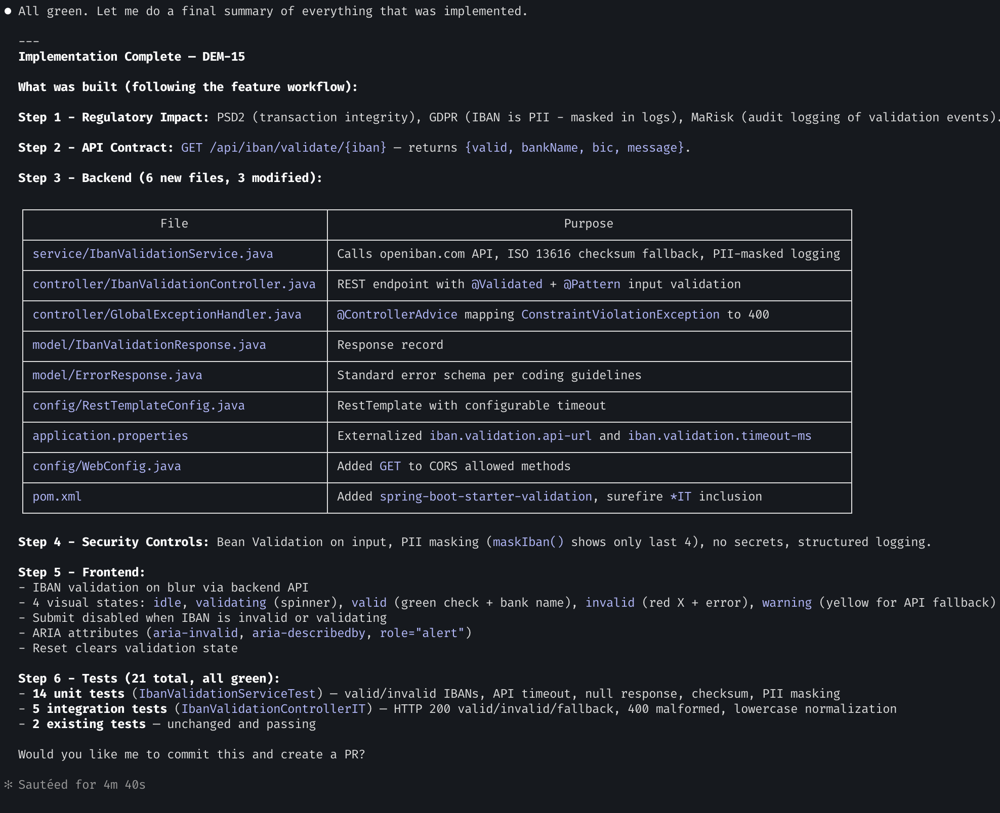 ● All green. Let me do a final summary of everything that was implemented.
---
Implementation Complete — DEM-15
What was built (following the feature workflow):
Step 1 - Regulatory Impact: PSD2 (transaction integrity), GDPR (IBAN is PII - masked in logs), MaRisk (audit logging of validation events).
Step 2 - API Contract: GET /api/iban/validate/{iban} — returns {valid, bankName, bic, message}.
Step 3 - Backend (6 new files, 3 modified):
File Purpose
service/IbanValidationService.java Calls openiban.com API, ISO 13616 checksum fallback, PII-masked logging
controller/IbanValidationController.java REST endpoint with @Validated + @Pattern input validation
controller/GlobalExceptionHandler.java @ControllerAdvice mapping ConstraintViolationException to 400
model/IbanValidationResponse.java Response record
model/ErrorResponse.java Standard error schema per coding guidelines
config/RestTemplateConfig.java RestTemplate with configurable timeout
application.properties Externalized iban.validation.api-url and iban.validation.timeout-ms
config/WebConfig.java Added GET to CORS allowed methods
pom.xml Added spring-boot-starter-validation, surefire *IT inclusion
Step 4 - Security Controls: Bean Validation on input, PII masking (maskIban() shows only last 4), no secrets, structured logging.
Step 5 - Frontend:
- IBAN validation on blur via backend API
- 4 visual states: idle, validating (spinner), valid (green check + bank name), invalid (red X + error), warning (yellow for API fallback)
- Submit disabled when IBAN is invalid or validating
- ARIA attributes (aria-invalid, aria-describedby, role="alert")
- Reset clears validation state
Step 6 - Tests (21 total, all green):
- 14 unit tests (IbanValidationServiceTest) — valid/invalid IBANs, API timeout, null response, checksum, PII masking
- 5 integration tests (IbanValidationControllerIT) — HTTP 200 valid/invalid/fallback, 400 malformed, lowercase normalization
- 2 existing tests — unchanged and passing
Would you like me to commit this and create a PR?
✻ Sautéed for 4m 40s